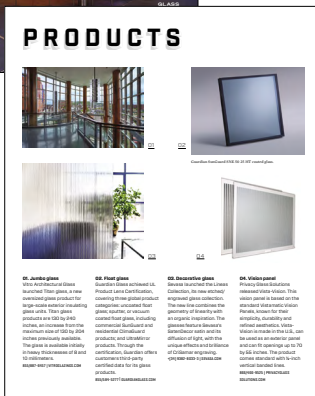 GLASS
PRODUCTS
01
02
Guardian SunGuard SNR 50 25 HT coated glass.
03
04
01. Jumbo glass
Vitro Architectural Glass
launched Titan glass, a new
oversized glass product for
large-scale exterior insulating
glass units. Titan glass
products are 130 by 240
inches, an increase from the
maximum size of 130 by 204
inches previously available.
The glass is available initially
in heavy thicknesses of 8 and
10 millimeters.
02. Float glass
Guardian Glass achieved UL
Product Lens Certification,
covering three global product
categories: uncoated float
glass; sputter, or vacuum
coated float glass, including
commercial SunGuard and
residential ClimaGuard
products; and UltraMirror
products. Through the
certification, Guardian offers
customers third-party
certified data for its glass
products.
03. Decorative glass
Sevasa launched the Lineas
Collection, its new etched/
engraved glass collection.
The new line combines the
geometry of linearity with
an organic inspiration. The
glasses feature Sevasa's
SatenDecor satin and its
diffusion of light, with the
unique effects and brilliance
of CriSamar engraving.
04. Vision panel
Privacy Glass Solutions
released Vista-Vision. This
vision panel is based on the
standard Vistamatic Vision
Panels, known for their
simplicity, durability and
refined aesthetics. Vista-
Vision is made in the U.S., can
be used as an exterior panel
and can fit openings up to 70
by 55 inches. The product
comes standard with ¾-inch
vertical banded lines.